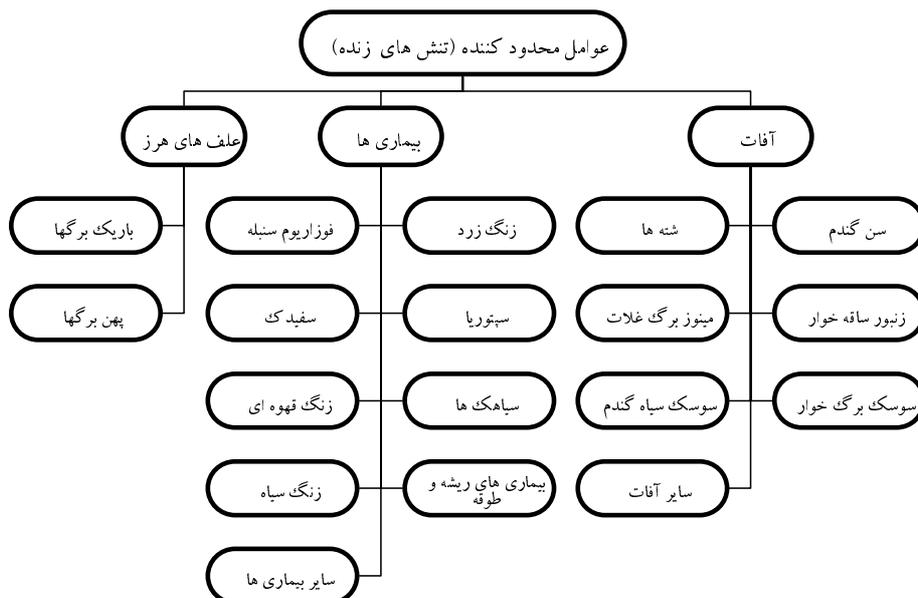 عوامل محدود کننده (تنش های زنده)
آفات
بیماری ها
علف های هرز
سن گندم
شته ها
زنگ زرد
فوزاریوم سنبله
باریک برگها
زنبور ساقه خوار
مینوز برگ غلات
سپتوریا
سفیدک
پهن برگها
سوسک برگ خوار
سوسک سیاه گندم
سیاهک ها
زنگ قهوه ای
سایر آفات
بیماری های ریشه و
طوقه
زنگ سیاه
سایر بیماری ها